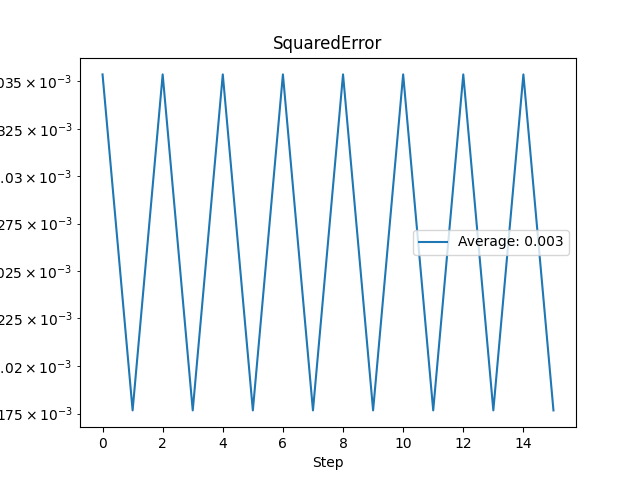 SquaredError
035 × 10⁻³
325 × 10⁻³
.03 × 10⁻³
275 × 10⁻³
025 × 10⁻³
225 × 10⁻³
.02 × 10⁻³
175 × 10⁻³
Average: 0.003
0 2 4 6 8 10 12 14
Step